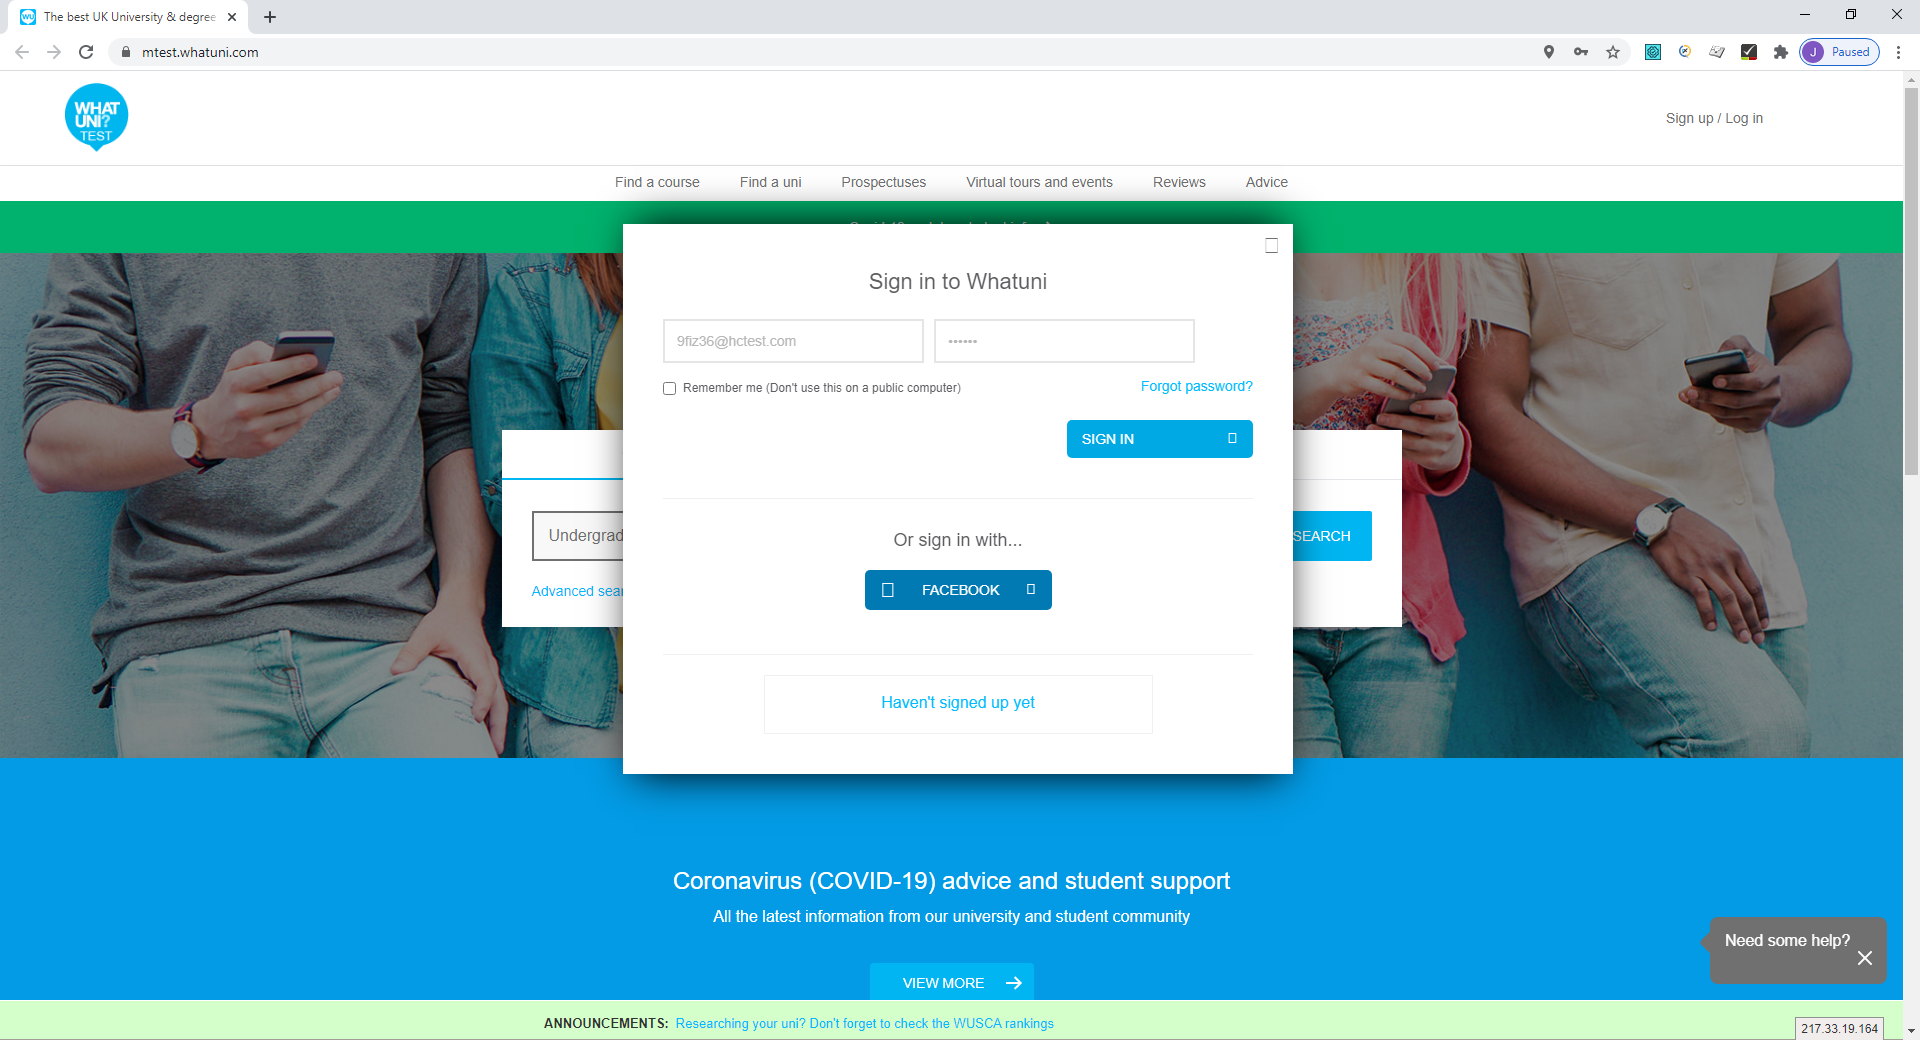 The best UK University & degree
mtest.whatuni.com
J Paused
WHAT
UNI?
TEST
Sign up / Log in
Find a course Find a uni Prospectuses Virtual tours and events Reviews Advice
Sign in to Whatuni
9fiz36@hctest.com ••••••
Remember me (Don't use this on a public computer) Forgot password?
SIGN IN
Undergrad SEARCH
Or sign in with...
FACEBOOK
Advanced sear
Haven't signed up yet
Coronavirus (COVID-19) advice and student support
All the latest information from our university and student community
Need some help?
VIEW MORE
ANNOUNCEMENTS: Researching your uni? Don't forget to check the WUSCA rankings
217.33.19.164